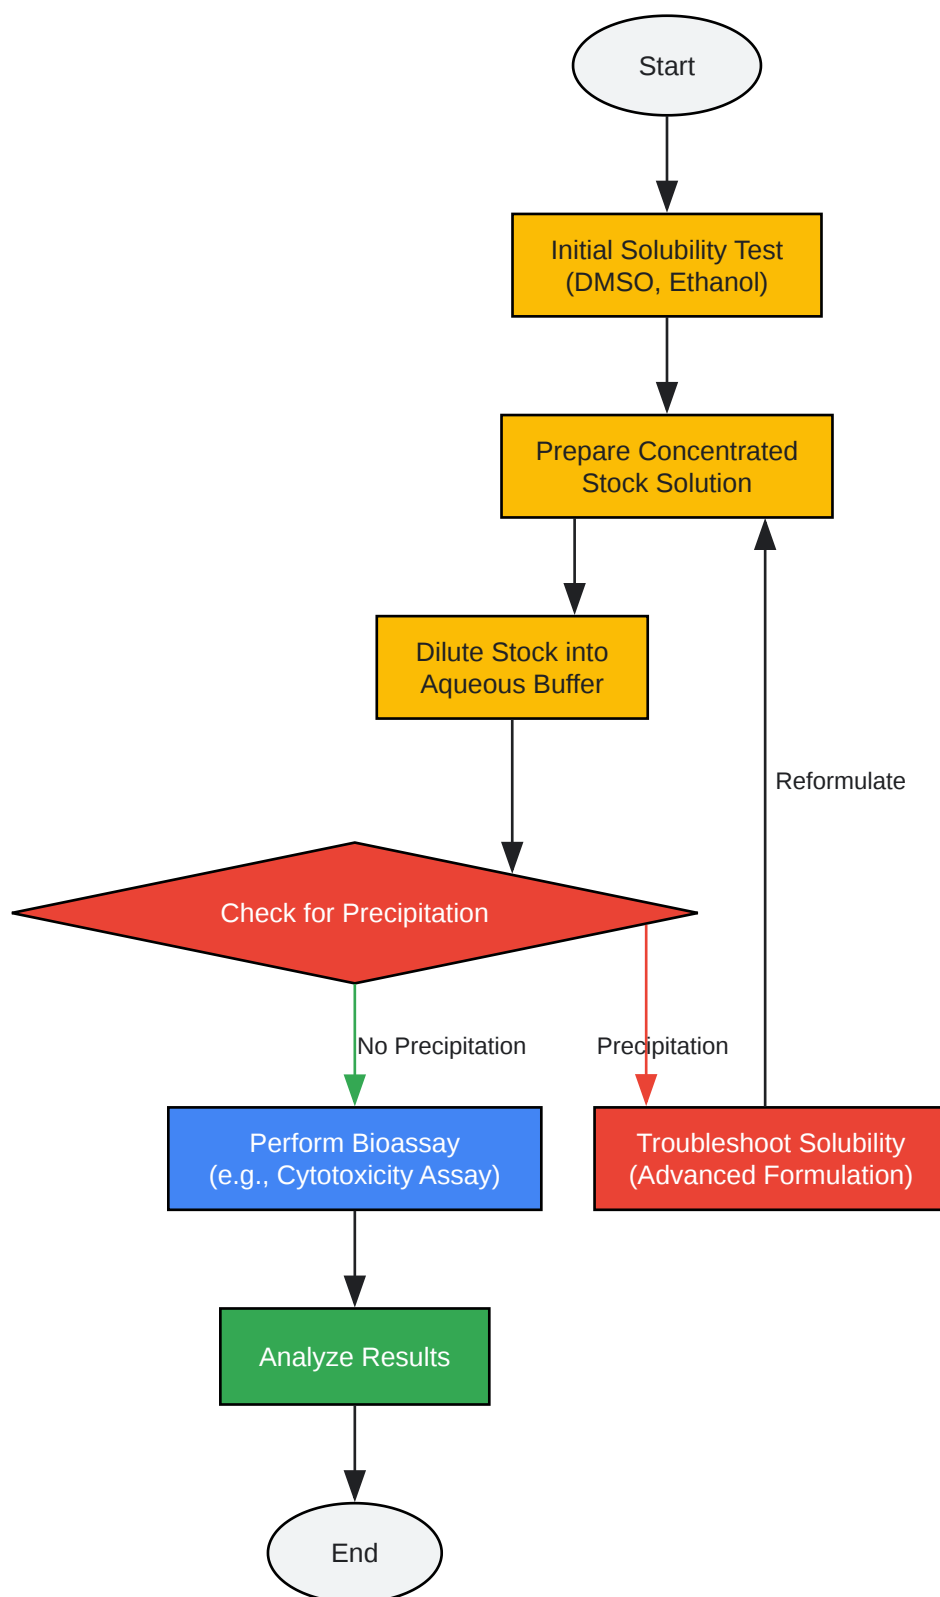 Start
Initial Solubility Test
(DMSO, Ethanol)
Prepare Concentrated
Stock Solution
Dilute Stock into
Aqueous Buffer
Reformulate
Check for Precipitation
No Precipitation
Precipitation
Perform Bioassay
(e.g., Cytotoxicity Assay)
Troubleshoot Solubility
(Advanced Formulation)
Analyze Results
End